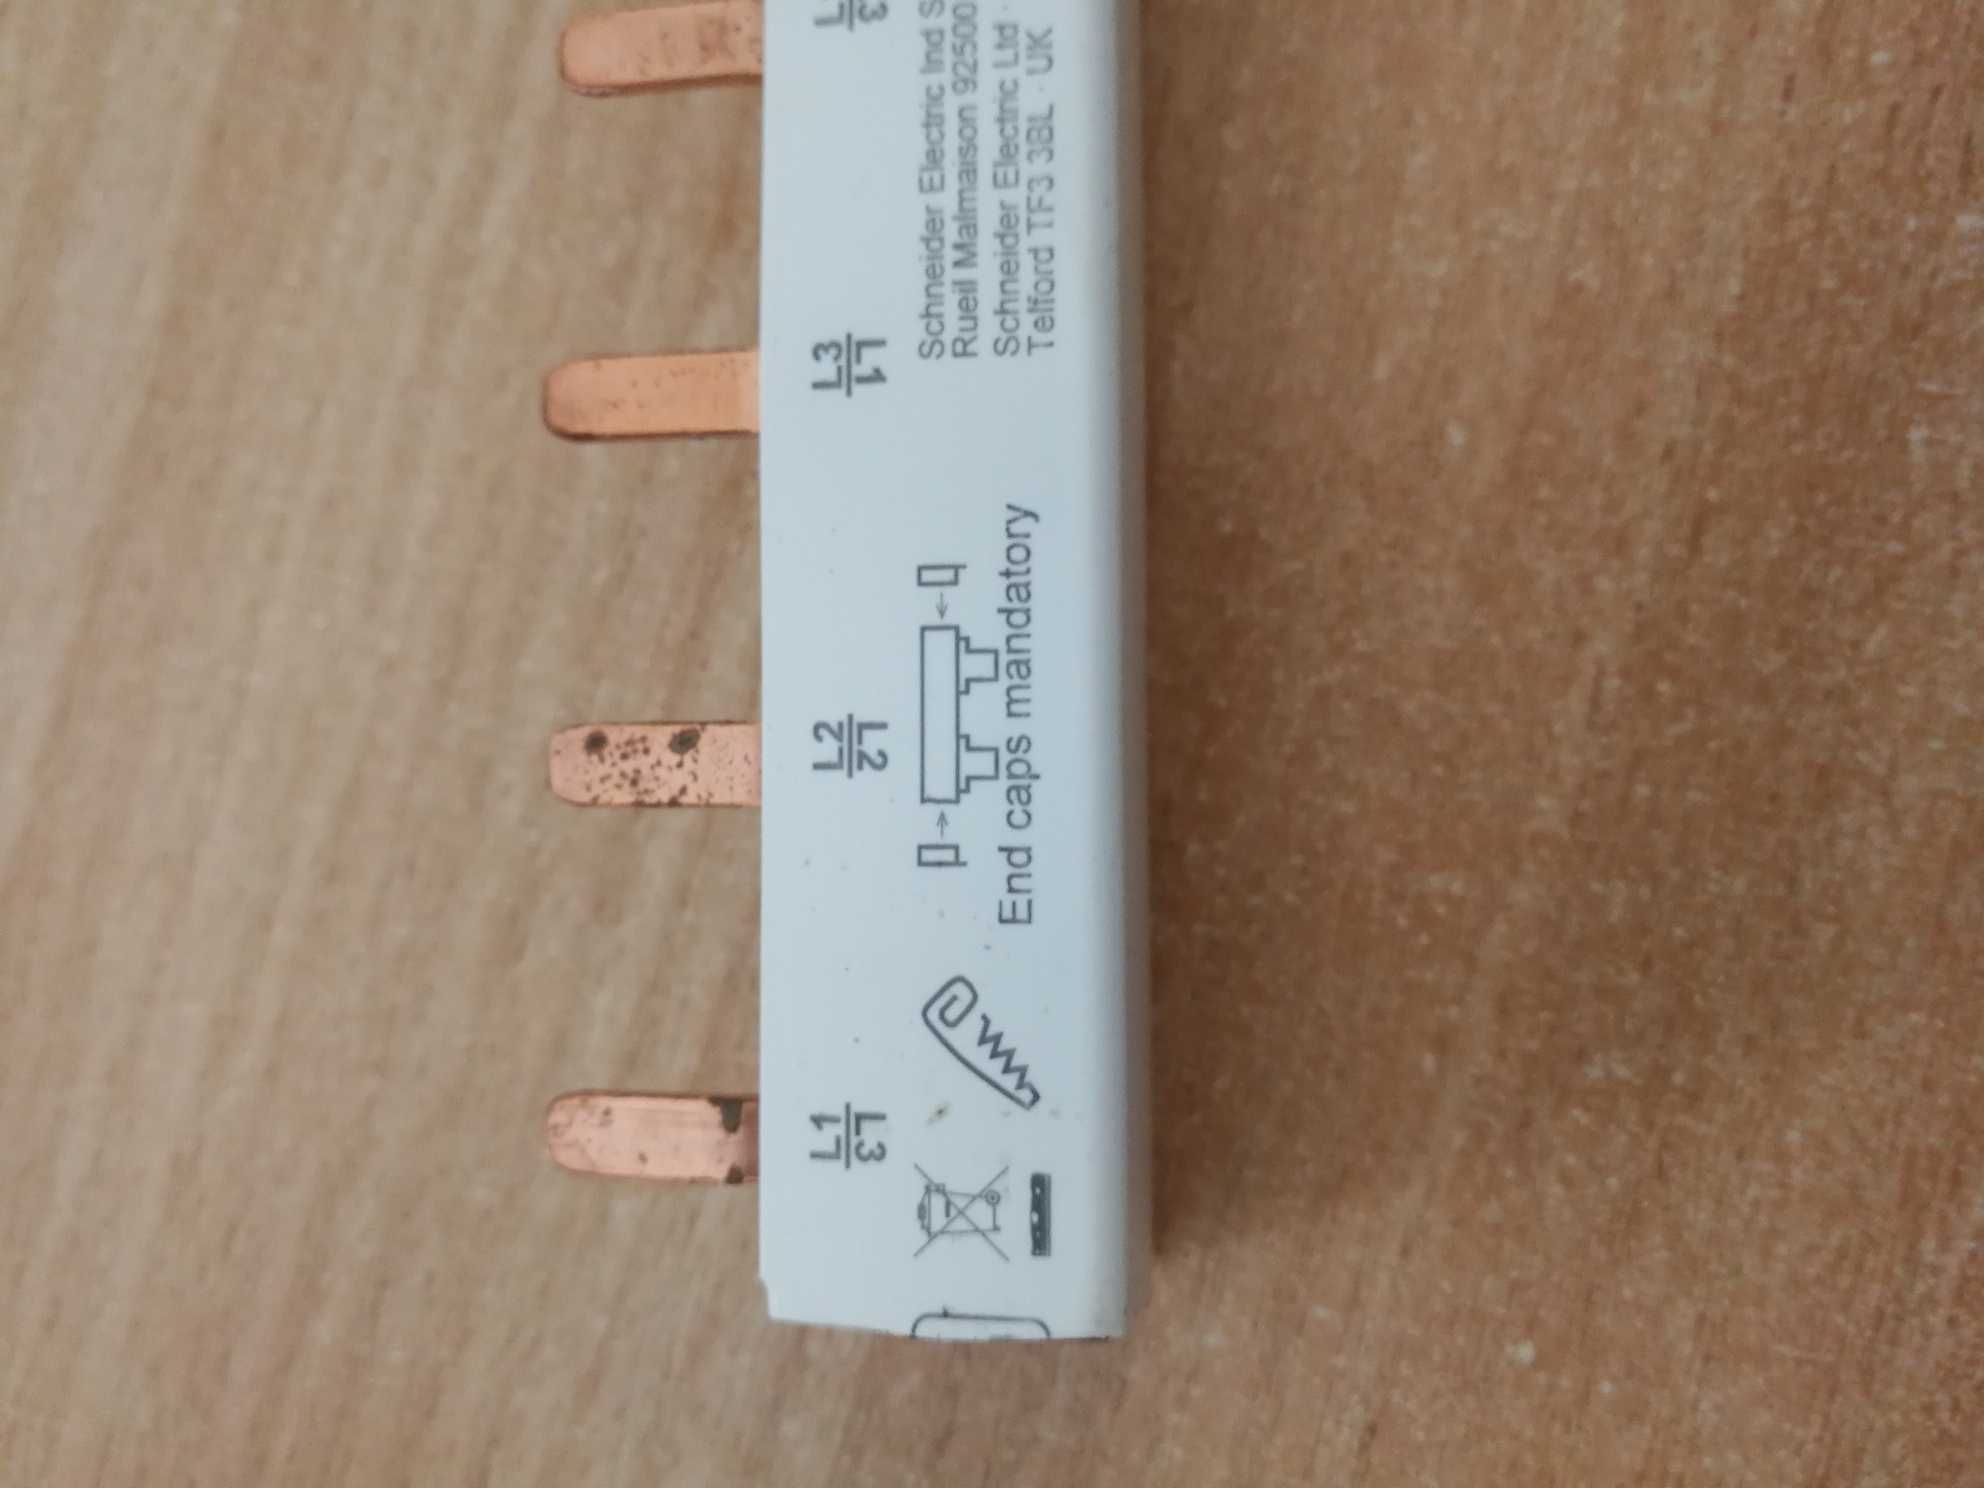 L1 L2 L3
L3 L2 L1
Schneider Electric Ind
Rueil Malmaison 92500
Schneider Electric Ltd
Telford TF3 3BL · UK
End caps mandatory